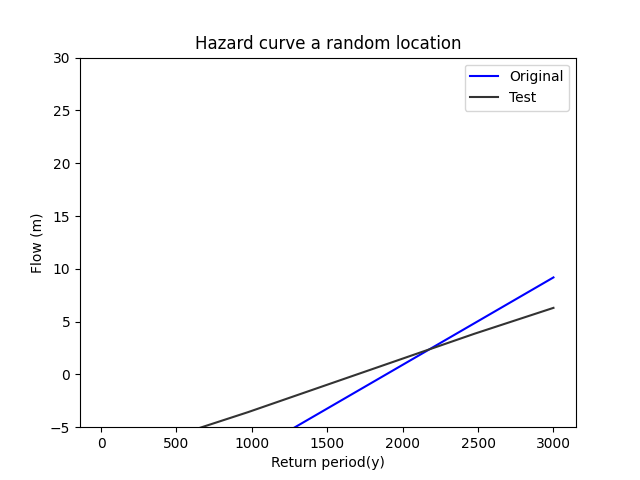 Hazard curve a random location
Original
Test
30
25
20
15
10
5
0
−5
Flow (m)
0 500 1000 1500 2000 2500 3000
Return period(y)